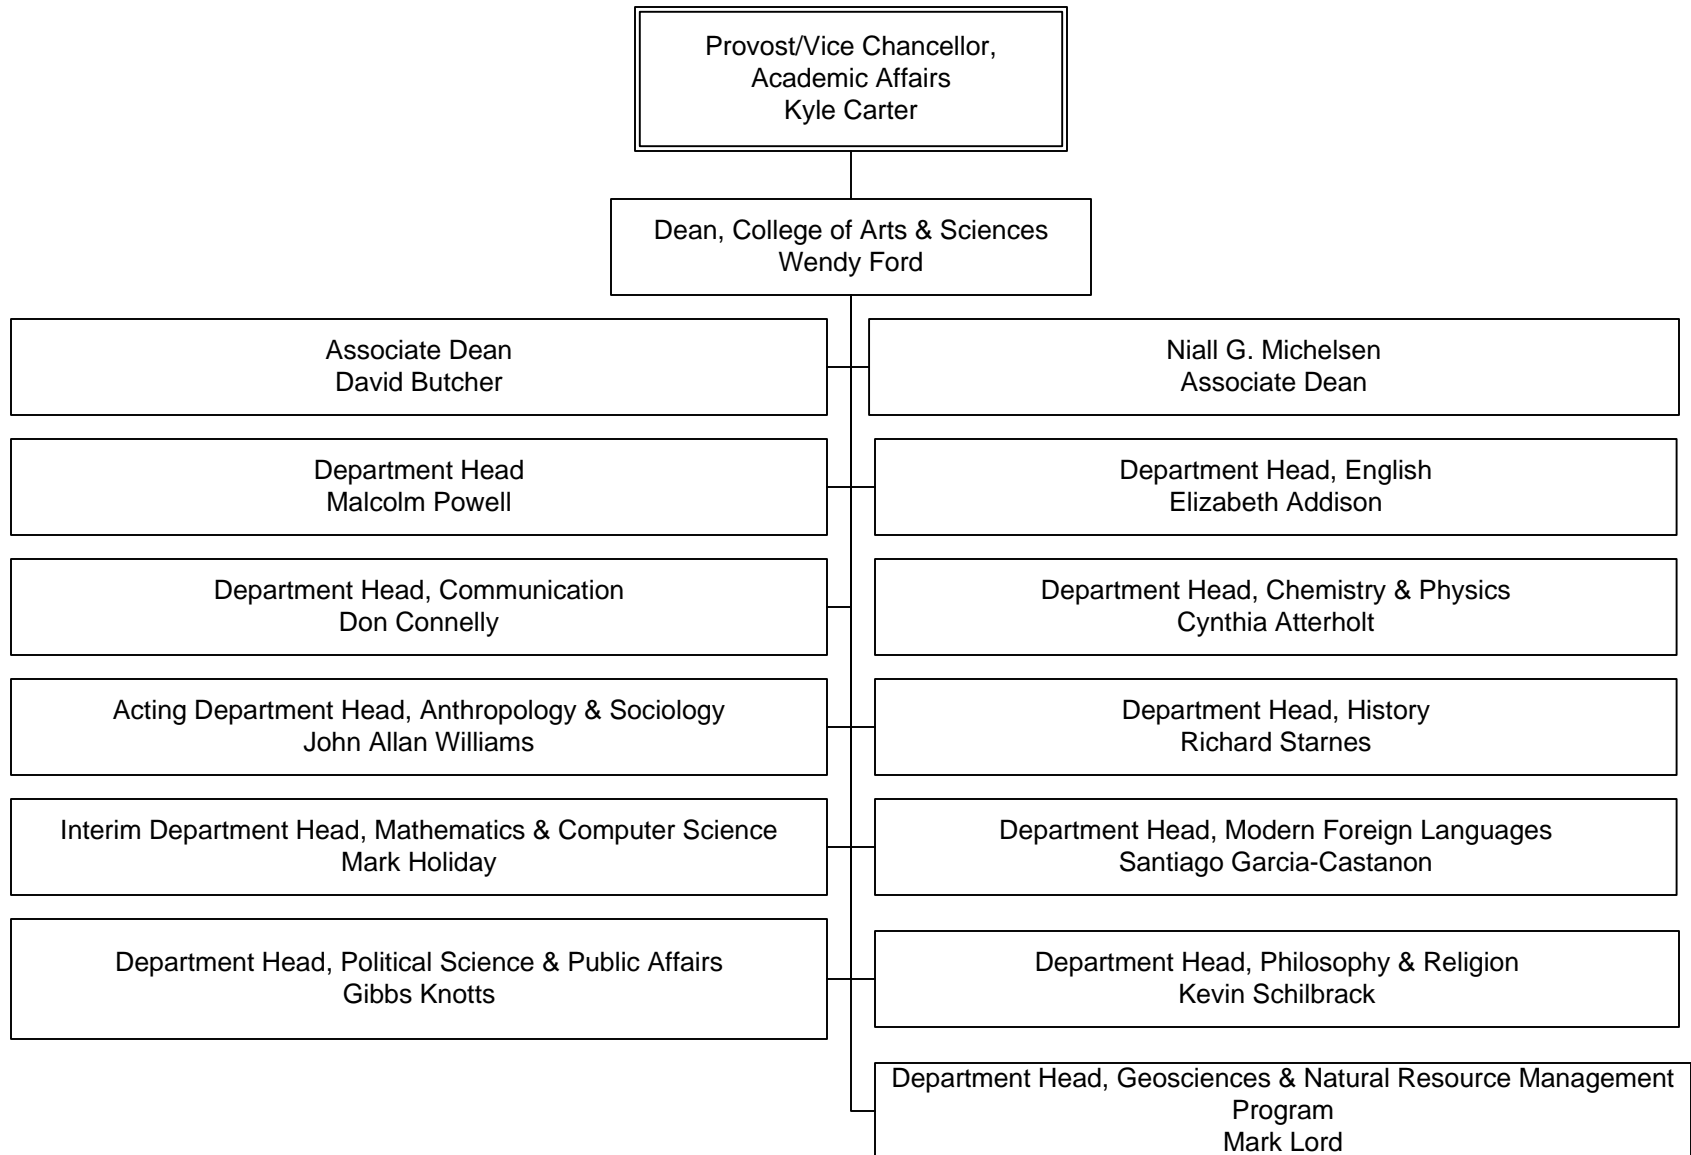 Provost/Vice Chancellor,
Academic Affairs
Kyle Carter
Dean, College of Arts & Sciences
Wendy Ford
Associate Dean
David Butcher
Niall G. Michelsen
Associate Dean
Department Head
Malcolm Powell
Department Head, English
Elizabeth Addison
Department Head, Communication
Don Connelly
Department Head, Chemistry & Physics
Cynthia Atterholt
Acting Department Head, Anthropology & Sociology
John Allan Williams
Department Head, History
Richard Starnes
Interim Department Head, Mathematics & Computer Science
Mark Holiday
Department Head, Modern Foreign Languages
Santiago Garcia-Castanon
Department Head, Political Science & Public Affairs
Gibbs Knotts
Department Head, Philosophy & Religion
Kevin Schilbrack
Department Head, Geosciences & Natural Resource Management
Program
Mark Lord